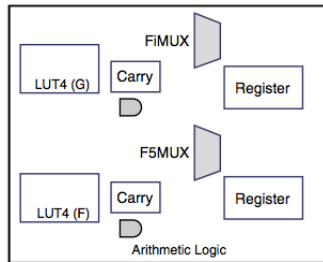 FiMUX
LUT4 (G)
Carry
Register
F5MUX
LUT4 (F)
Carry
Register
Arithmetic Logic